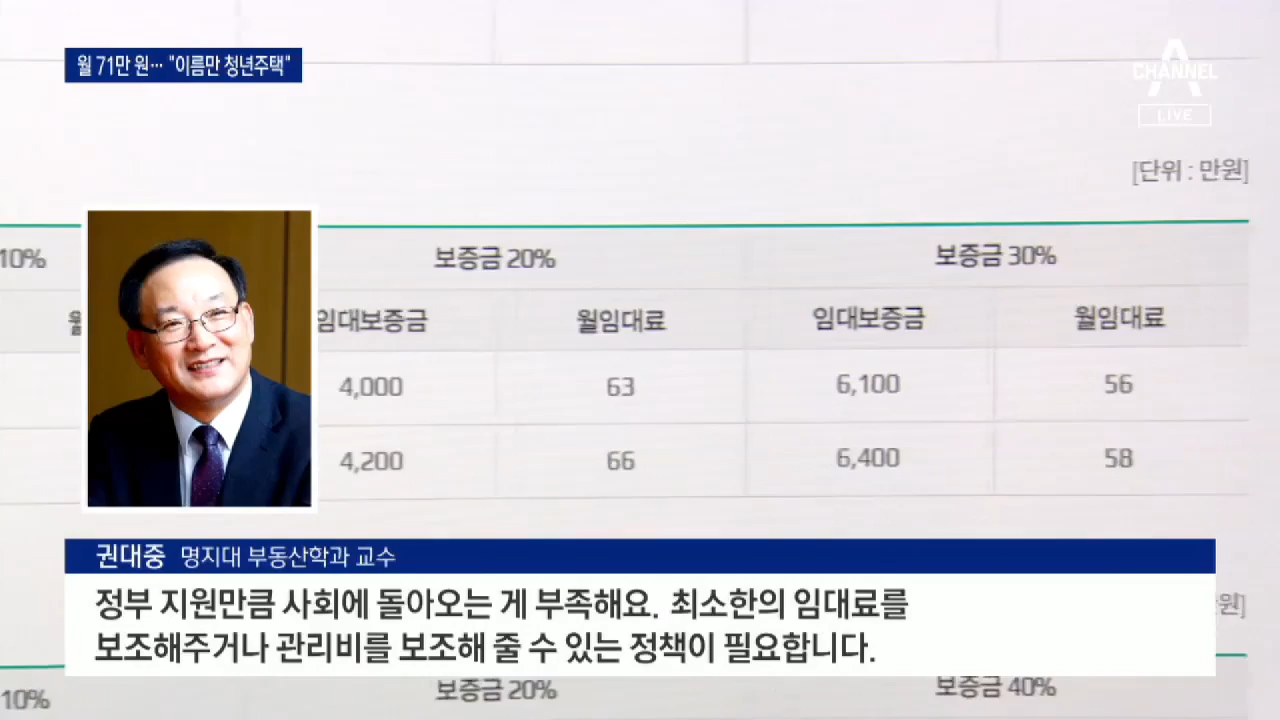 월 71만 원… "이름만 청년주택"
CHANNEL A
LIVE
[단위 : 만원]
10% 보증금 20% 보증금 30%
임대보증금 월임대료 임대보증금 월임대료
4,000 63 6,100 56
4,200 66 6,400 58
권대중 명지대 부동산학과 교수
정부 지원만큼 사회에 돌아오는 게 부족해요. 최소한의 임대료를
보조해주거나 관리비를 보조해 줄 수 있는 정책이 필요합니다.
원]
10% 보증금 20% 보증금 40%